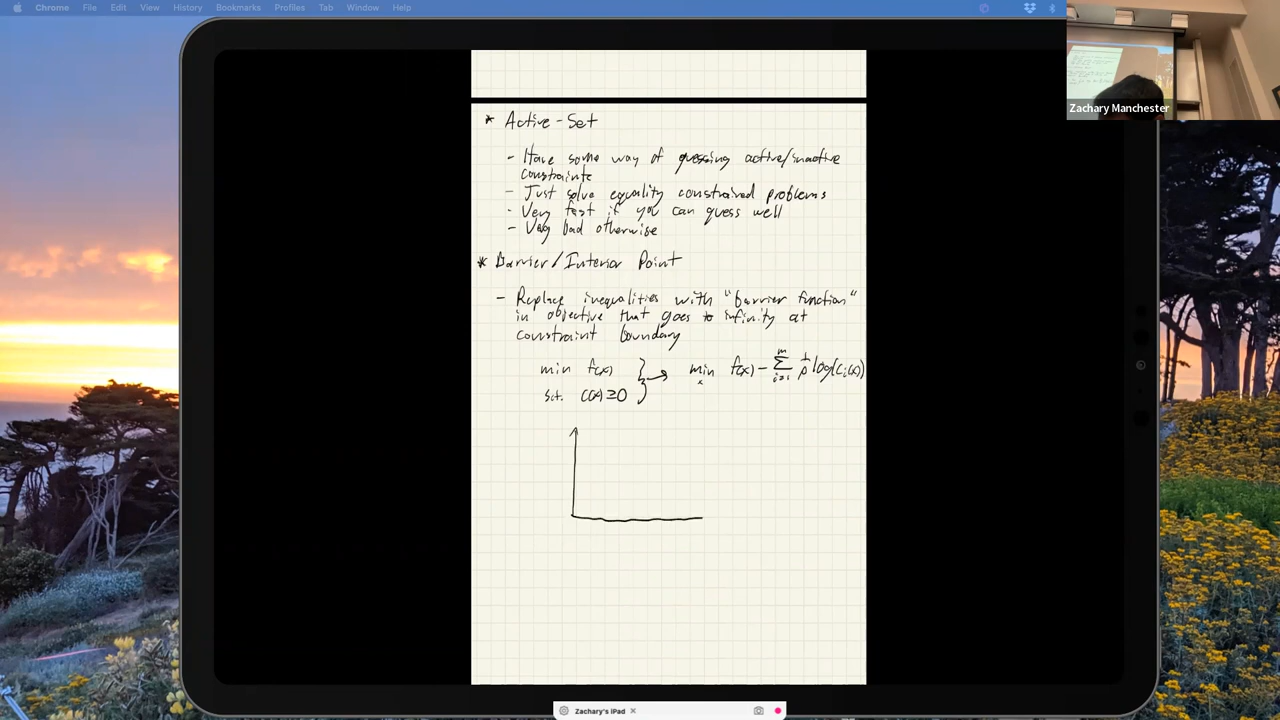 Chrome File Edit View History Bookmarks Profiles Tab Window Help
Zachary Manchester
* Active-Set
- Have some way of guessing active/inactive
constraints
- Just solve equality constrained problems
- Very fast if you can guess well
- Very bad otherwise
* Barrier/Interior Point
- Replace inequalities with "barrier function"
in objective that goes to infinity at
constraint boundary
min f(x) } → min_x f(x) - Σ_{i=1}^{m} 1/ρ log(c_i(x))
s.t. C(x) ≥ 0
Zachary's iPad